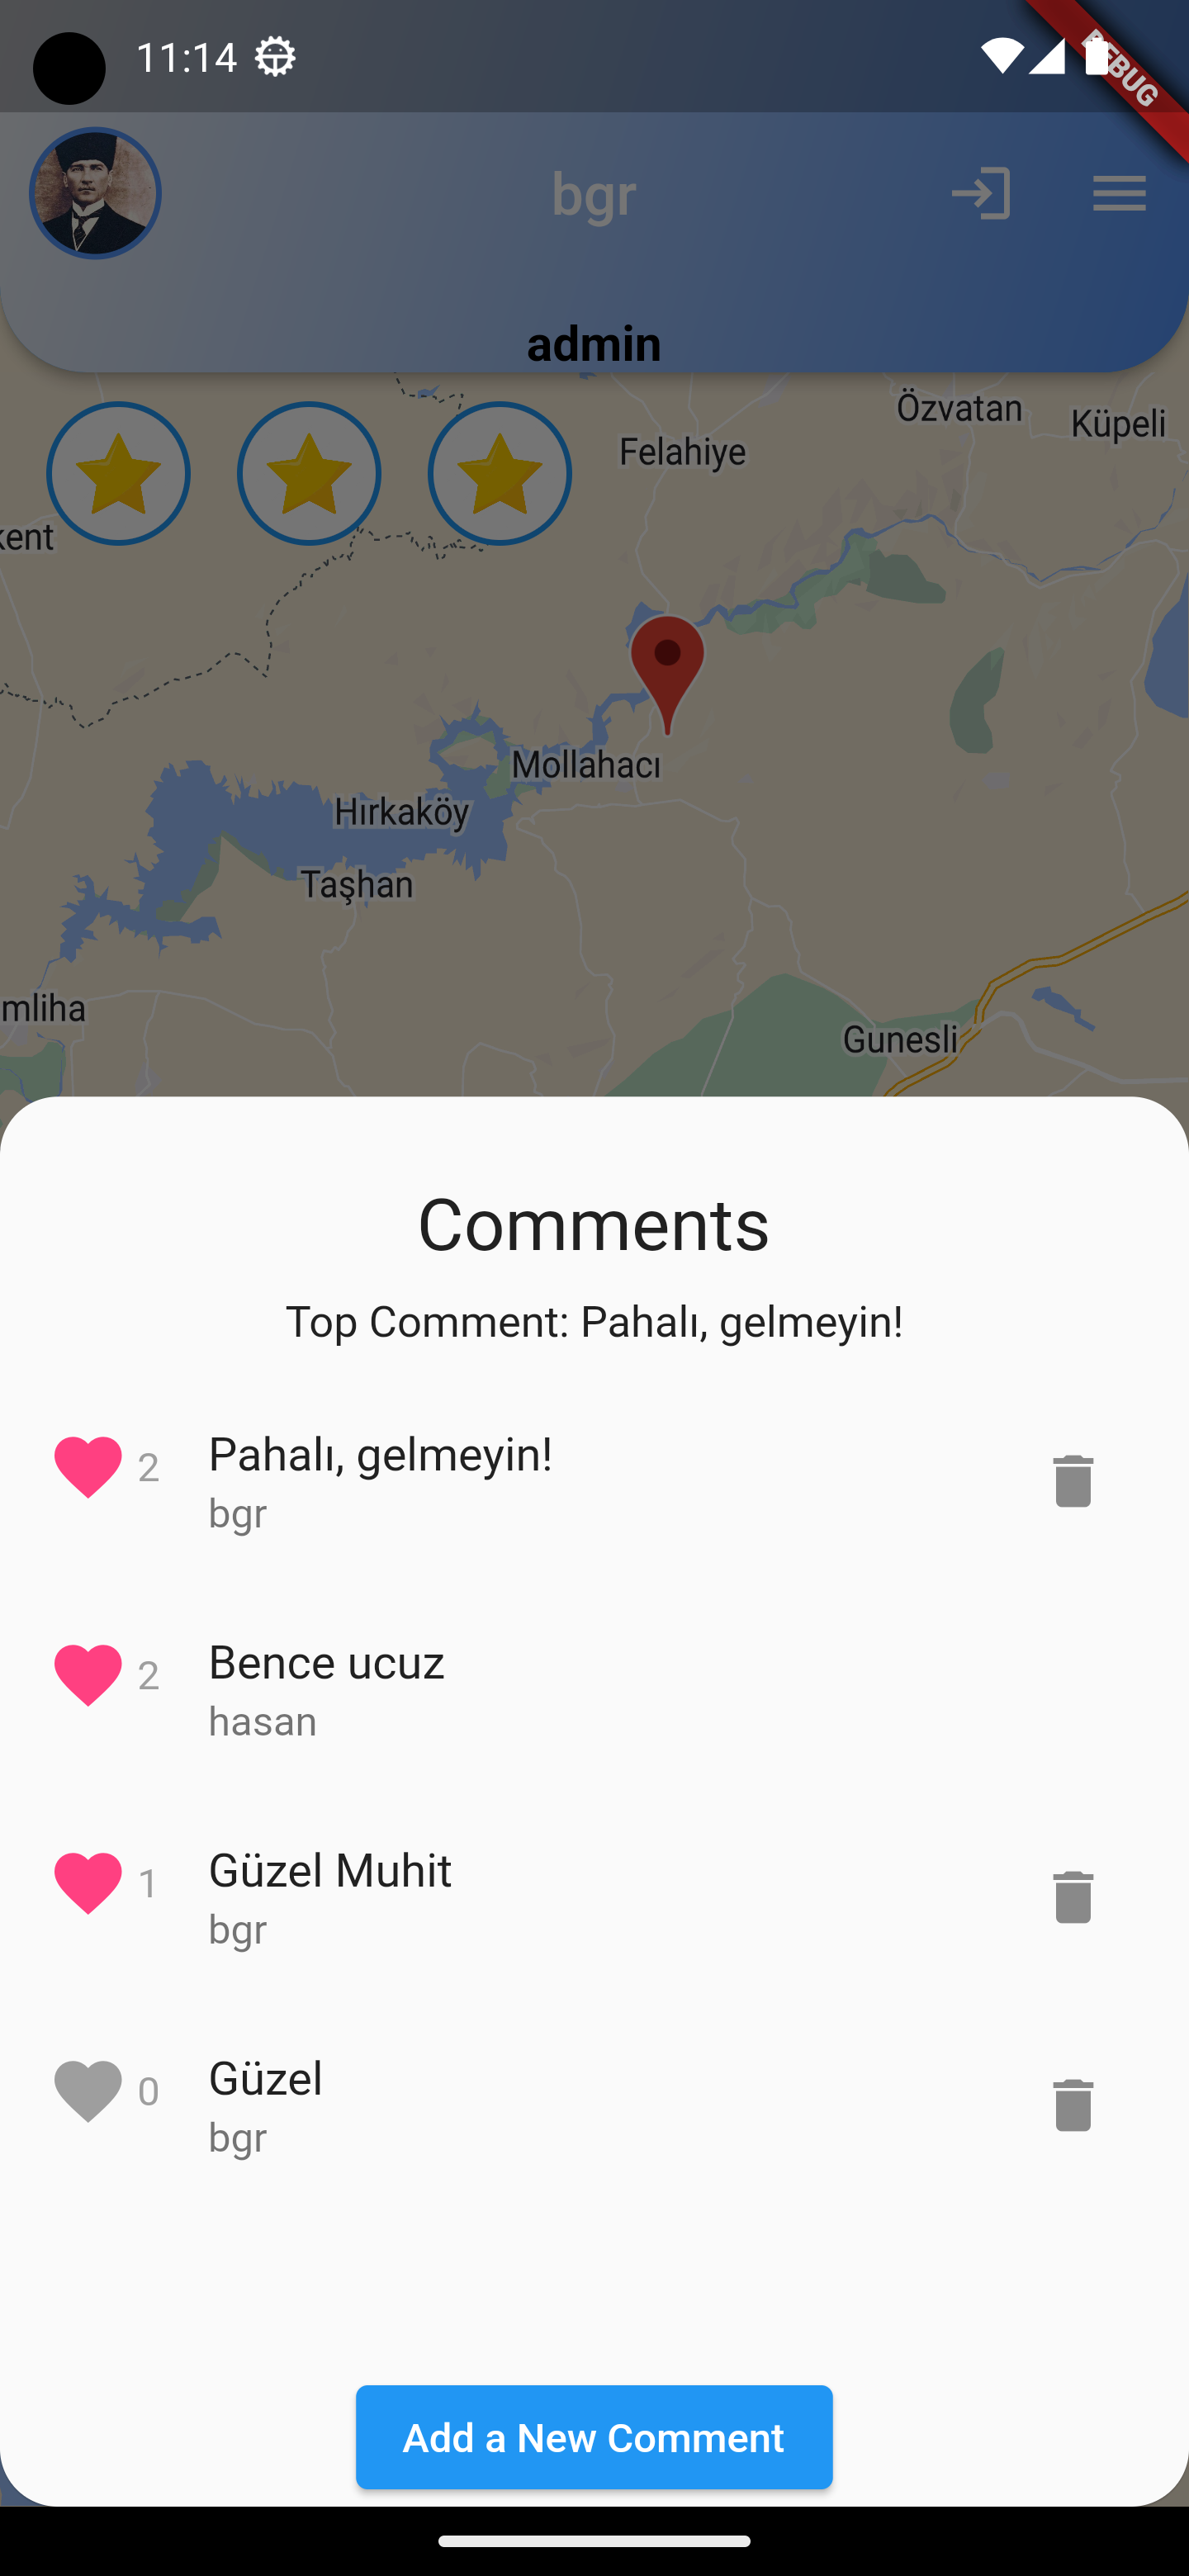 11:14
DEBUG
bgr
admin
Özvatan
Küpeli
Felahiye
kent
Mollahacı
Hırkaköy
Taşhan
mliha
Gunesli
Comments
Top Comment: Pahalı, gelmeyin!
2
Pahalı, gelmeyin!
bgr
2
Bence ucuz
hasan
1
Güzel Muhit
bgr
0
Güzel
bgr
Add a New Comment